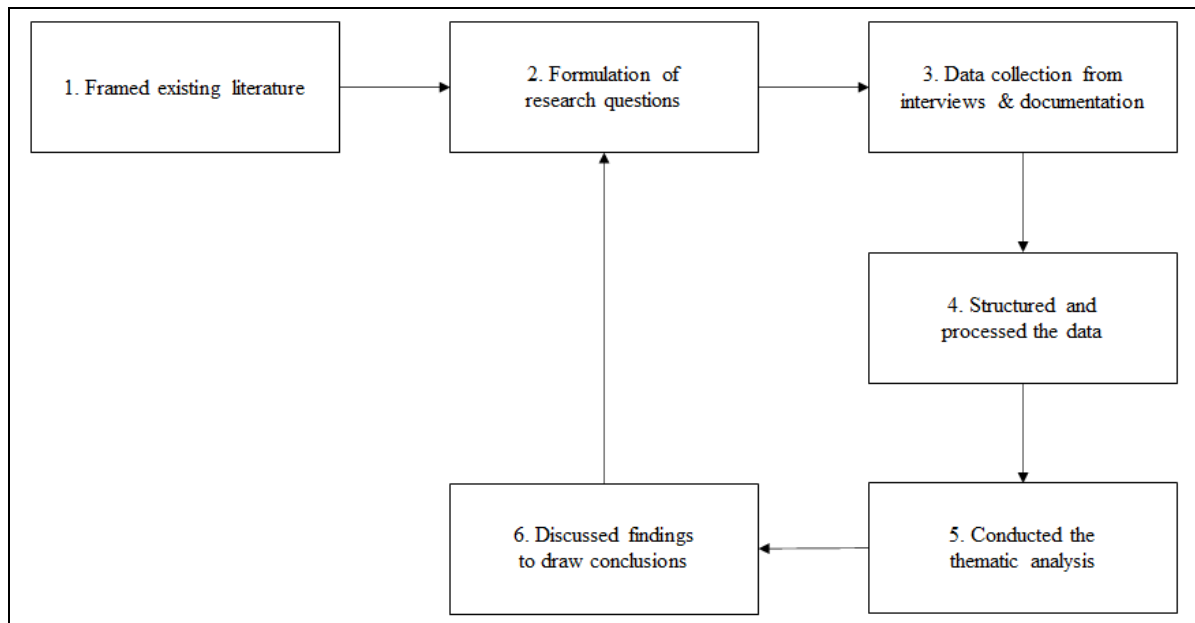 1. Framed existing literature
2. Formulation of
research questions
3. Data collection from
interviews & documentation
4. Structured and
processed the data
5. Conducted the
thematic analysis
6. Discussed findings
to draw conclusions